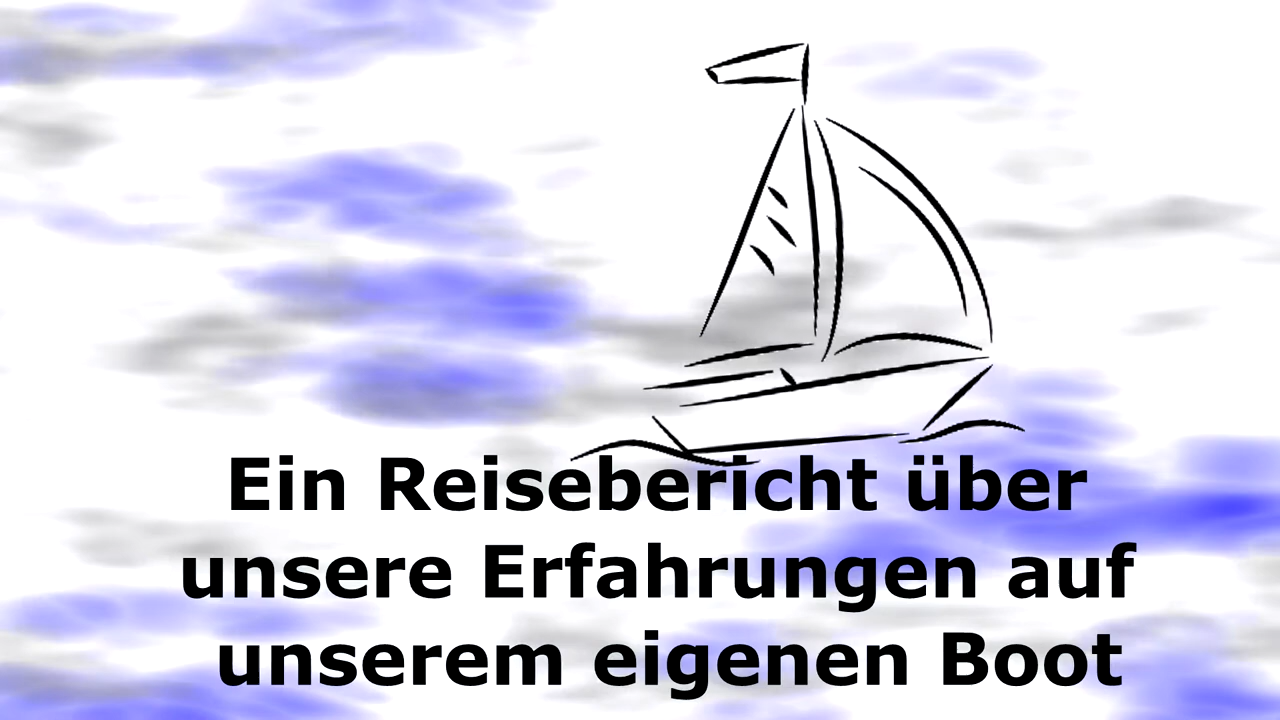 Ein Reisebericht über
unsere Erfahrungen auf
unserem eigenen Boot